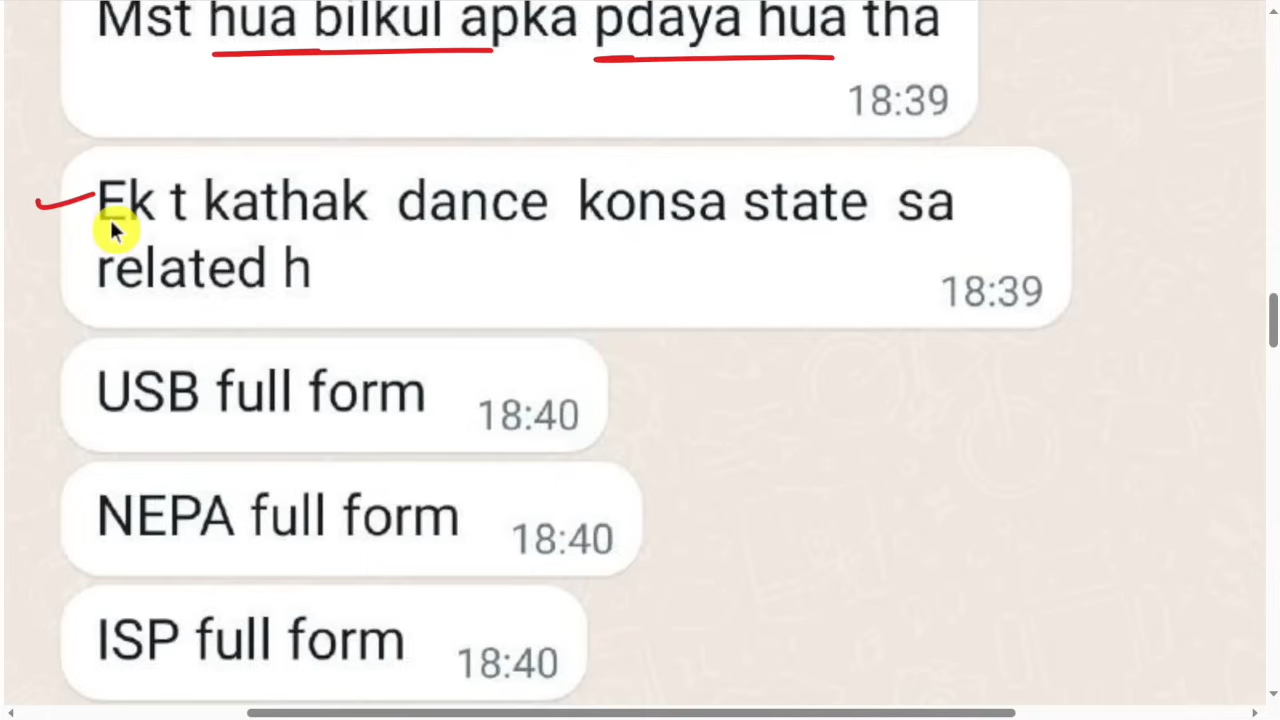 Mst hua bilkul apka pdaya hua tha
18:39
Ek t kathak dance konsa state sa
related h
18:39
USB full form 18:40
NEPA full form 18:40
ISP full form 18:40